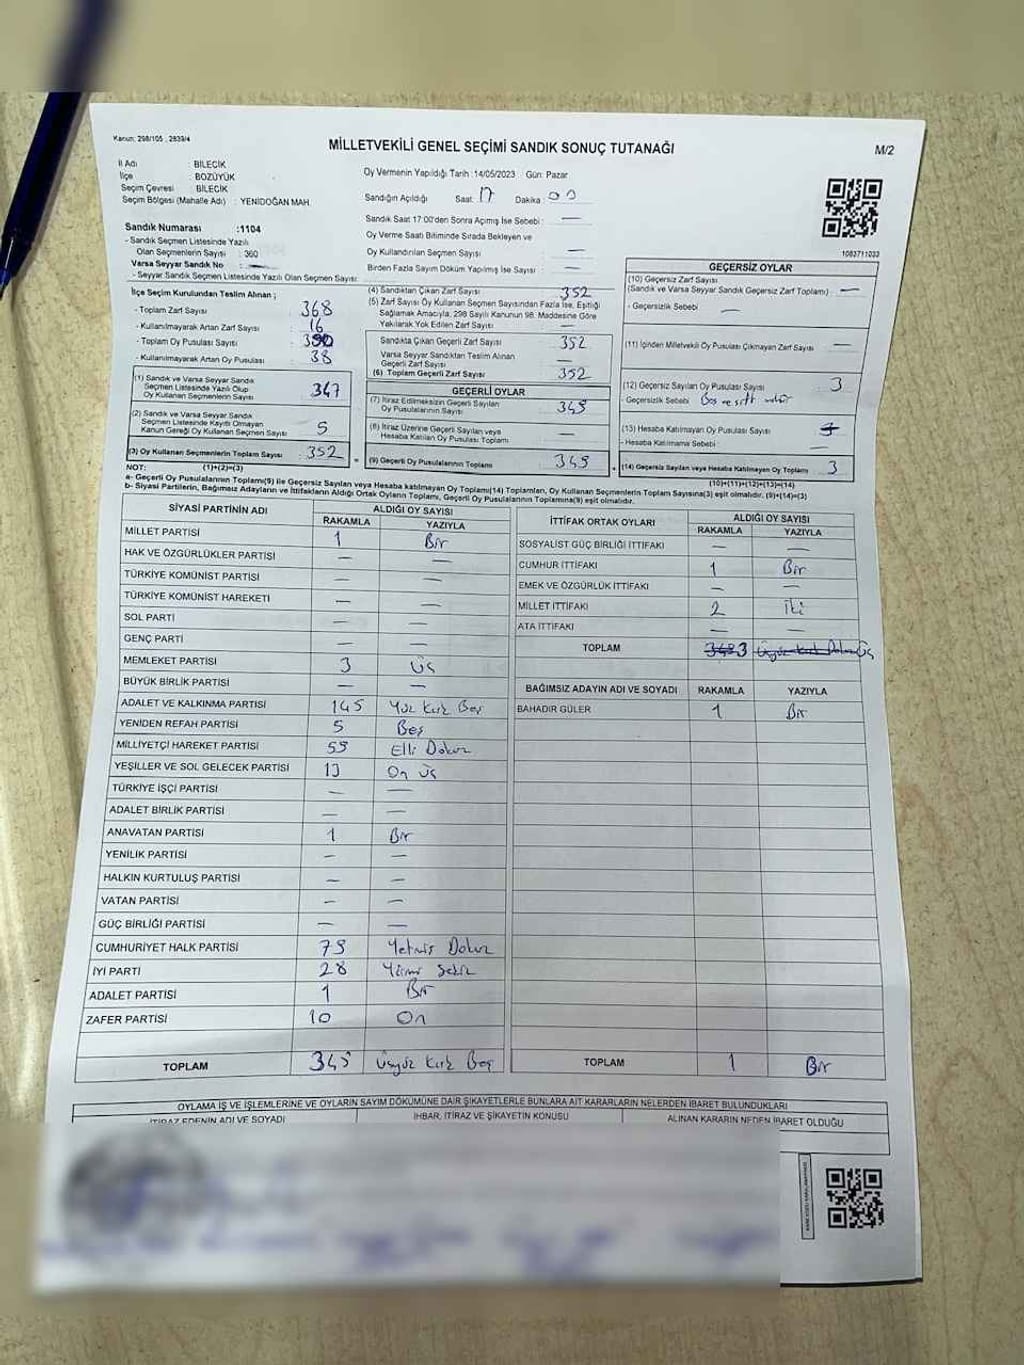 Kanun: 298/105 , 2839/4
MİLLETVEKİLİ GENEL SEÇİMİ SANDIK SONUÇ TUTANAĞI
M/2
İl Adı : BİLECİK
İlçe : BOZÜYÜK
Seçim Çevresi : BİLECİK
Seçim Bölgesi (Mahalle Adı) : YENİDOĞAN MAH.
Oy Vermenin Yapıldığı Tarih :14/05/2023 Gün: Pazar
Sandığın Açıldığı Saat: 17 Dakika: 00
Sandık Saat 17:00'den Sonra Açımış İse Sebebi : —
Oy Verme Saati Bitiminde Sırada Bekleyen ve
Oy Kullandırılan Seçmen Sayısı : —
Birden Fazla Sayım Döküm Yapılmış İse Sayısı : —
1083711033
Sandık Numarası :1104
- Sandık Seçmen Listesinde Yazılı
Olan Seçmenlerin Sayısı : 360
Varsa Seyyar Sandık No : —
- Seyyar Sandık Seçmen Listesinde Yazılı Olan Seçmen Sayısı:
İlçe Seçim Kurulundan Teslim Alınan ;
- Toplam Zarf Sayısı : 368
- Kullanılmayarak Artan Zarf Sayısı : 16
- Toplam Oy Pusulası Sayısı : 390
- Kullanılmayarak Artan Oy Pusulası : 38
(1) Sandık ve Varsa Seyyar Sandık
Seçmen Listesinde Yazılı Olup
Oy Kullanan Seçmenlerin Sayısı : 347
(2) Sandık ve Varsa Seyyar Sandık
Seçmen Listesinde Kayıtlı Olmayan
Kanun Gereği Oy Kullanan Seçmen Sayısı : 5
(3) Oy Kullanan Seçmenlerin Toplam Sayısı : 352
(1)+(2)=(3)
(4) Sandıktan Çıkan Zarf Sayısı : 352
(5) Zarf Sayısı Oy Kullanan Seçmen Sayısından Fazla İse, Eşitliği
Sağlamak Amacıyla, 298 Sayılı Kanunun 98. Maddesine Göre
Yakılarak Yok Edilen Zarf Sayısı : —
Sandıkta Çıkan Geçerli Zarf Sayısı : 352
Varsa Seyyar Sandıktan Teslim Alınan
Geçerli Zarf Sayısı : —
(6) Toplam Geçerli Zarf Sayısı : 352
GEÇERLİ OYLAR
(7) İtiraz Edilmeksizin Geçerli Sayılan
Oy Pusulalarının Sayısı : 349
(8) İtiraz Üzerine Geçerli Sayılan veya
Hesaba Katılan Oy Pusulası Toplamı : —
(9) Geçerli Oy Pusulalarının Toplamı : 349
GEÇERSİZ OYLAR
(10) Geçersiz Zarf Sayısı
(Sandık ve Varsa Seyyar Sandık Geçersiz Zarf Toplamı) : —
- Geçersizlik Sebebi : —
(11) İçinden Milletvekili Oy Pusulası Çıkmayan Zarf Sayısı : —
(12) Geçersiz Sayılan Oy Pusulası Sayısı : 3
- Geçersizlik Sebebi : Boş
(13) Hesaba Katılmayan Oy Pusulası Sayısı : —
- Hesaba Katılmama Sebebi :
(14) Geçersiz Sayılan veya Hesaba Katılmayan Oy Toplamı : 3
(10)+(11)+(12)+(13)=(14)
NOT:
a- Geçerli Oy Pusulaları Toplamı(9) ile Geçersiz Sayılan veya Hesaba katılmayan Oy Toplamı(14) Toplamları, Oy Kullanan Seçmenlerin Toplam Sayısına(3) eşit olmalıdır. (9)+(14)=(3)
b- Siyasi Partilerin, Bağımsız Adayların ve İttifakların Aldığı Ortak Oyların Toplamı, Geçerli Oy Pusulalarının Toplamına(9) eşit olmalıdır.
SİYASİ PARTİNİN ADI ALDIĞI OY SAYISI
RAKAMLA YAZIYLA
MİLLET PARTİSİ 1 Bir
HAK VE ÖZGÜRLÜKLER PARTİSİ — —
TÜRKİYE KOMÜNİST PARTİSİ — —
TÜRKİYE KOMÜNİST HAREKETİ — —
SOL PARTİ — —
GENÇ PARTİ — —
MEMLEKET PARTİSİ 3 Üç
BÜYÜK BİRLİK PARTİSİ — —
ADALET VE KALKINMA PARTİSİ 145 Yüz Kırk Beş
YENİDEN REFAH PARTİSİ 5 Beş
MİLLİYETÇİ HAREKET PARTİSİ 59 Elli Dokuz
YEŞİLLER VE SOL GELECEK PARTİSİ 13 On üç
TÜRKİYE İŞÇİ PARTİSİ — —
ADALET BİRLİK PARTİSİ — —
ANAVATAN PARTİSİ 1 Bir
YENİLİK PARTİSİ — —
HALKIN KURTULUŞ PARTİSİ — —
VATAN PARTİSİ — —
GÜÇ BİRLİĞİ PARTİSİ — —
CUMHURİYET HALK PARTİSİ 79 Yetmiş Dokuz
İYİ PARTİ 28 Yirmi Sekiz
ADALET PARTİSİ 1 Bir
ZAFER PARTİSİ 10 On
TOPLAM 345 Üçyüz Kırk Beş
İTTİFAK ORTAK OYLARI ALDIĞI OY SAYISI
RAKAMLA YAZIYLA
SOSYALİST GÜÇ BİRLİĞİ İTTİFAKI — —
CUMHUR İTTİFAKI 1 Bir
EMEK VE ÖZGÜRLÜK İTTİFAKI — —
MİLLET İTTİFAKI 2 İki
ATA İTTİFAKI — —
TOPLAM 3 Üç
BAĞIMSIZ ADAYIN ADI VE SOYADI RAKAMLA YAZIYLA
BAHADIR GÜLER 1 Bir
TOPLAM 1 Bir
OYLAMA İŞ VE İŞLEMLERİNE VE OYLARIN SAYIM DÖKÜMÜNE DAİR ŞİKAYETLERLE BUNLARA AİT KARARLARIN NELERDEN İBARET BULUNDUKLARI
İTİRAZ EDENİN ADI VE SOYADI İHBAR, İTİRAZ VE ŞİKAYETİN KONUSU ALINAN KARARIN NEDEN İBARET OLDUĞU